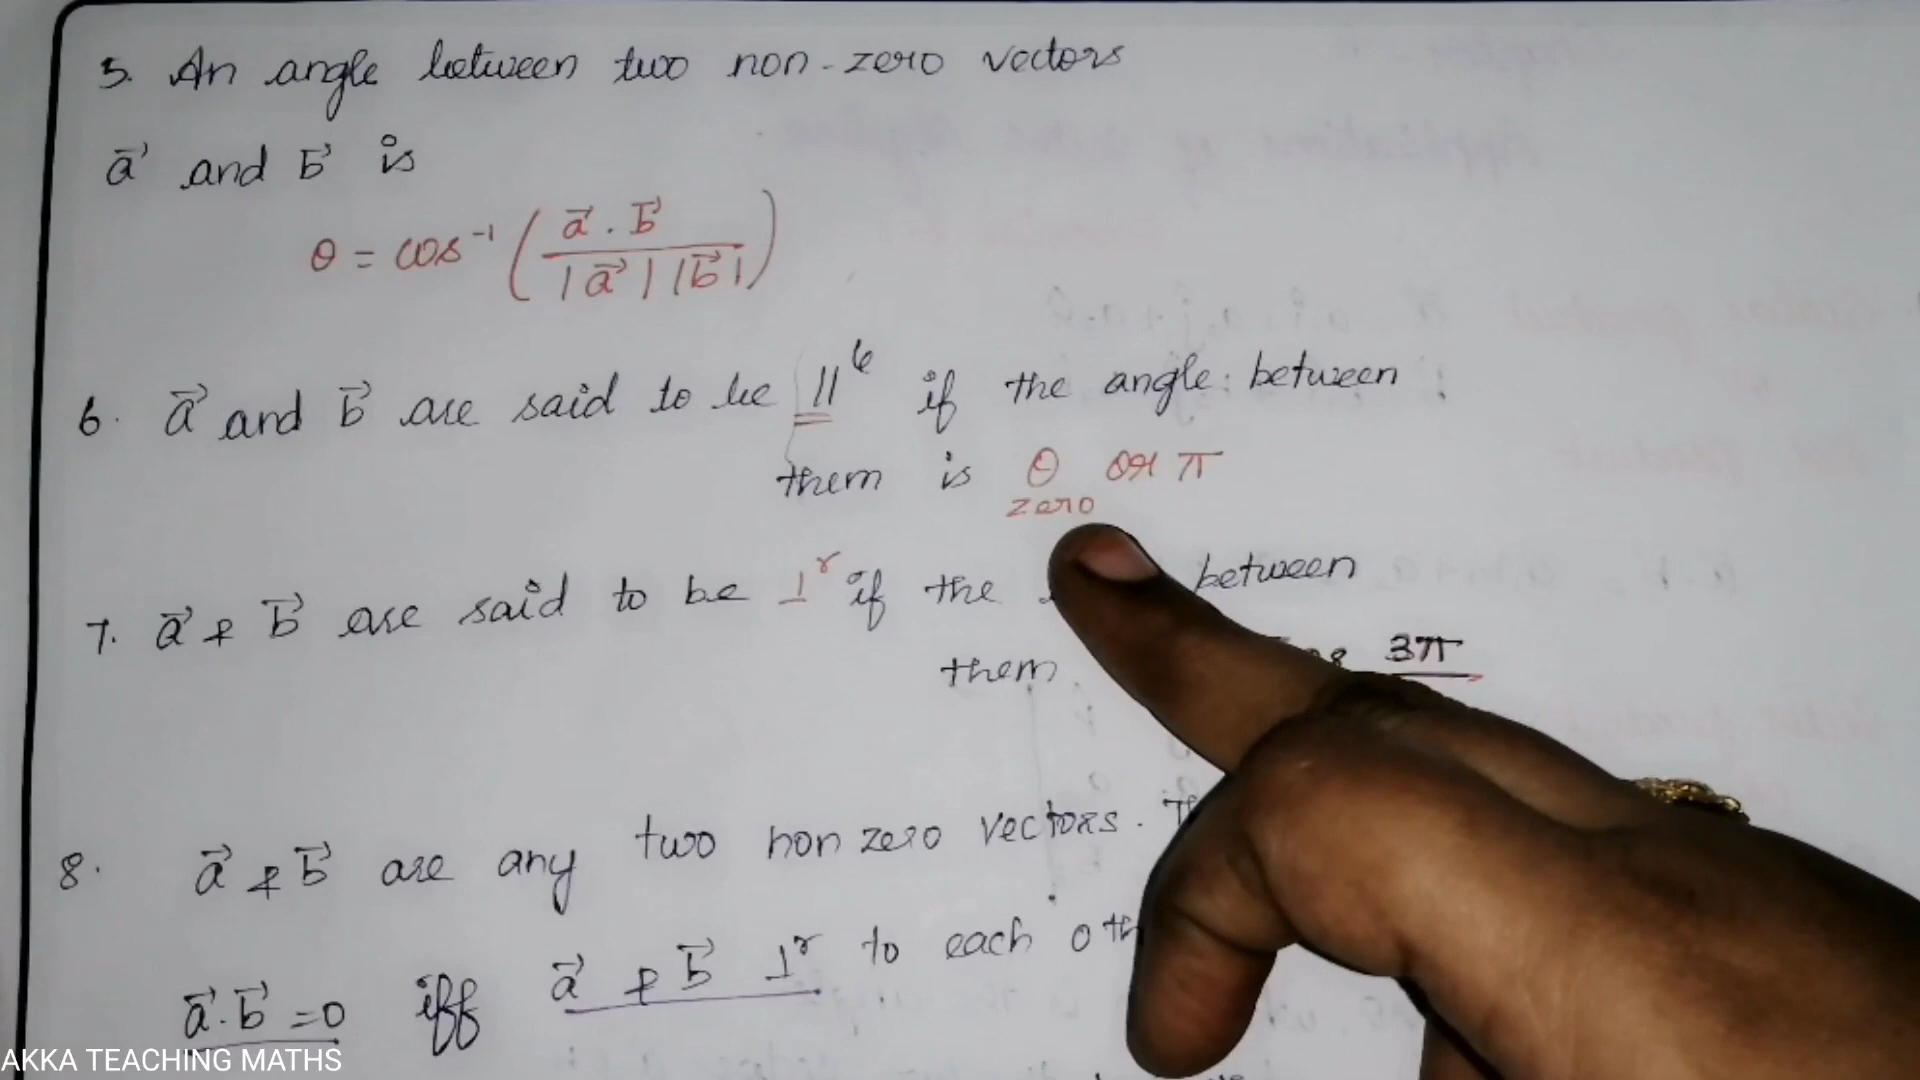 5. An angle between two non-zero vectors
a⃗ and b⃗ is
θ = cos⁻¹ ( a⃗ . b⃗ / |a⃗| |b⃗| )
6. a⃗ and b⃗ are said to be ||ˡᵉ if the angle between
them is 0 or π
zero
7. a⃗ & b⃗ are said to be ⊥ʳ if the between
them 3π
8. a⃗ & b⃗ are any two non zero vectors.
a⃗ & b⃗ ⊥ʳ to each
a⃗.b⃗ = 0 iff
AKKA TEACHING MATHS